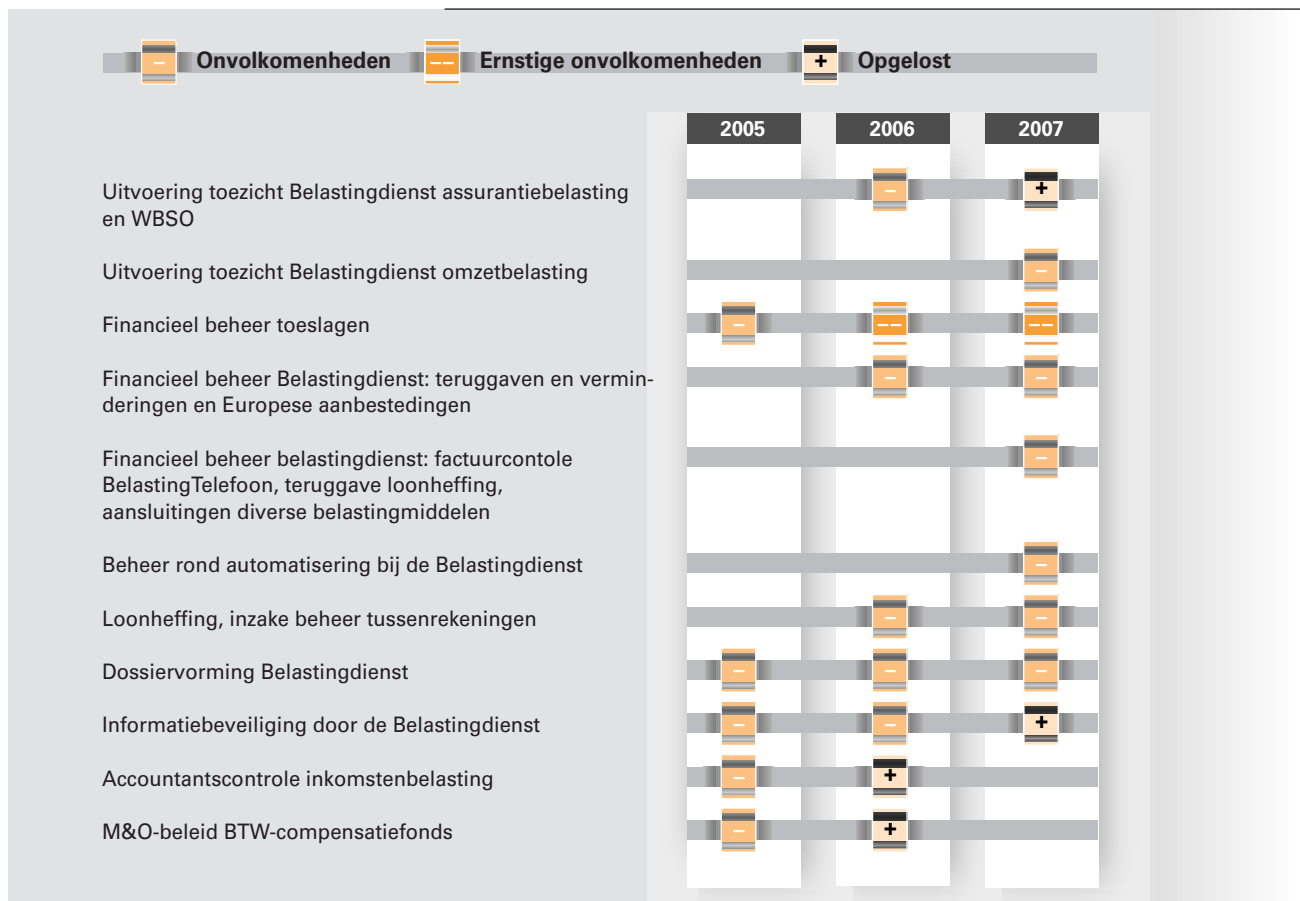 – Onvolkomenheden –– Ernstige onvolkomenheden + Opgelost
2005 2006 2007
Uitvoering toezicht Belastingdienst assurantiebelasting – +
en WBSO
Uitvoering toezicht Belastingdienst omzetbelasting –
Financieel beheer toeslagen – –– ––
Financieel beheer Belastingdienst: teruggaven en vermin- – –
deringen en Europese aanbestedingen
Financieel beheer belastingdienst: factuurcontole –
BelastingTelefoon, teruggave loonheffing,
aansluitingen diverse belastingmiddelen
Beheer rond automatisering bij de Belastingdienst –
Loonheffing, inzake beheer tussenrekeningen – –
Dossiervorming Belastingdienst – – –
Informatiebeveiliging door de Belastingdienst – – +
Accountantscontrole inkomstenbelasting – +
M&O-beleid BTW-compensatiefonds – +